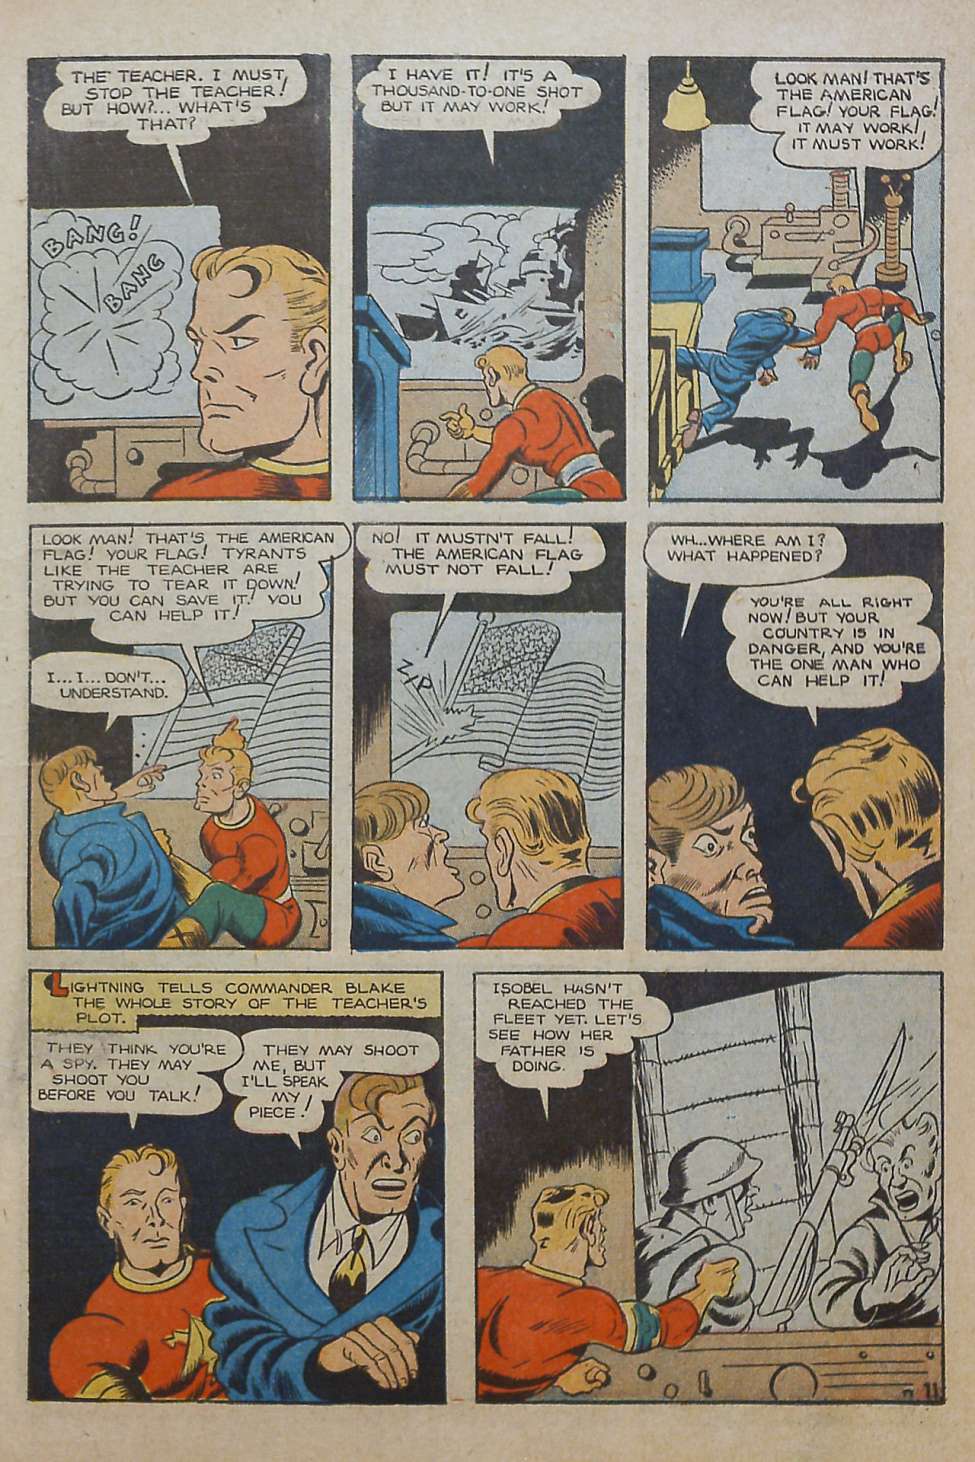 THE TEACHER. I MUST
STOP THE TEACHER!
BUT HOW?... WHAT'S
THAT?
BANG!
BANG
I HAVE IT! IT'S A
THOUSAND-TO-ONE SHOT
BUT IT MAY WORK!
LOOK MAN! THAT'S
THE AMERICAN
FLAG! YOUR FLAG!
IT MAY WORK!
IT MUST WORK!
LOOK MAN! THAT'S THE AMERICAN
FLAG! YOUR FLAG! TYRANTS
LIKE THE TEACHER ARE
TRYING TO TEAR IT DOWN!
BUT YOU CAN SAVE IT! YOU
CAN HELP IT!
I... I... DON'T...
UNDERSTAND.
NO! IT MUSTN'T FALL!
THE AMERICAN FLAG
MUST NOT FALL!
ZIP
WH...WHERE AM I?
WHAT HAPPENED?
YOU'RE ALL RIGHT
NOW! BUT YOUR
COUNTRY IS IN
DANGER, AND YOU'RE
THE ONE MAN WHO
CAN HELP IT!
LIGHTNING TELLS COMMANDER BLAKE
THE WHOLE STORY OF THE TEACHER'S
PLOT.
THEY THINK YOU'RE
A SPY. THEY MAY
SHOOT YOU
BEFORE YOU TALK!
THEY MAY SHOOT
ME, BUT
I'LL SPEAK
MY
PIECE!
ISOBEL HASN'T
REACHED THE
FLEET YET. LET'S
SEE HOW HER
FATHER IS
DOING.
11